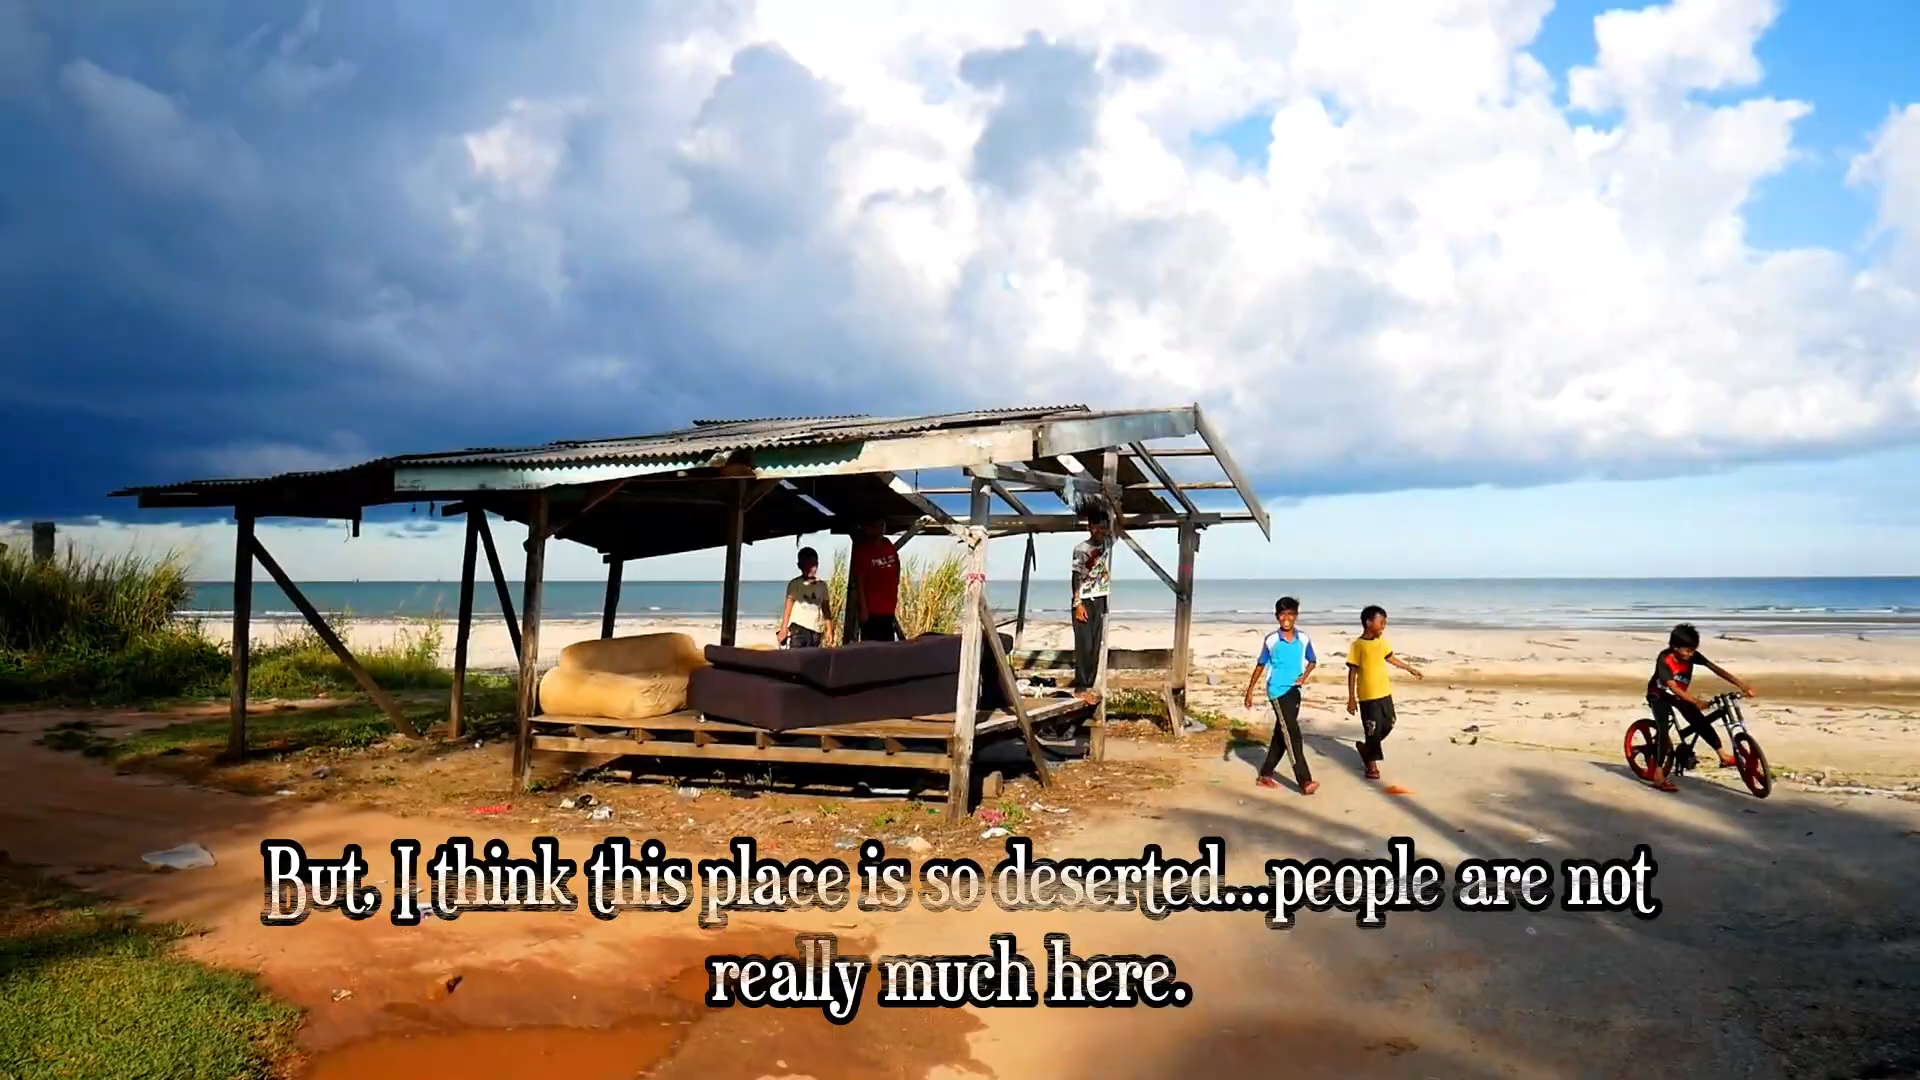 But, I think this place is so deserted...people are not
really much here.